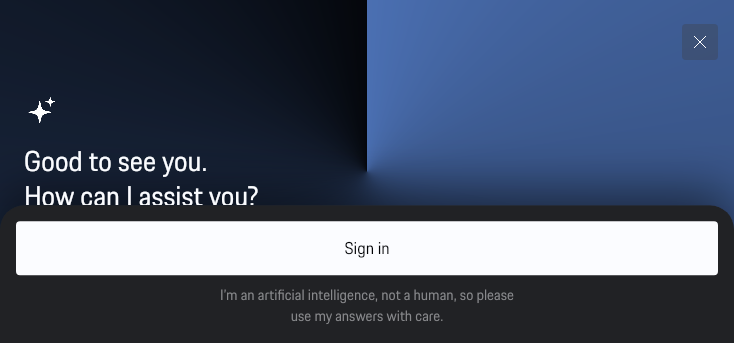 Good to see you.
How can I assist you?
Sign in
I'm an artificial intelligence, not a human, so please
use my answers with care.